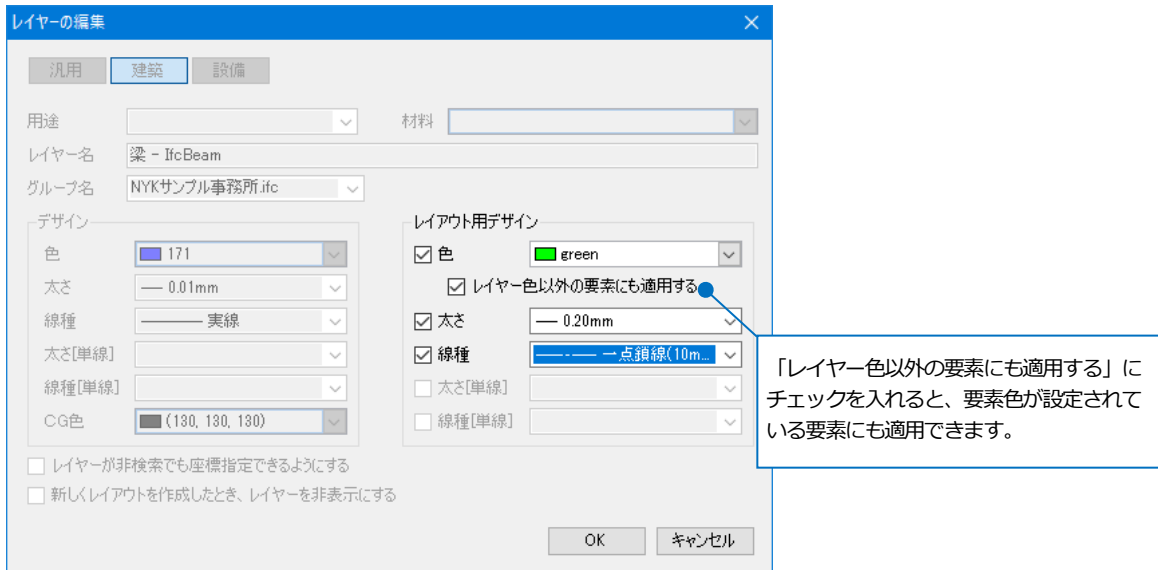 レイヤーの編集
汎用 建築 設備
用途 材料
レイヤー名 梁 - IfcBeam
グループ名 NYKサンプル事務所.ifc
デザイン
色 171
太さ 0.01mm
線種 実線
太さ[単線]
線種[単線]
CG色 (130, 130, 130)
レイアウト用デザイン
色 green
レイヤー色以外の要素にも適用する
太さ 0.20mm
線種 一点鎖線(10m...
太さ[単線]
線種[単線]
「レイヤー色以外の要素にも適用する」に
チェックを入れると、要素色が設定されて
いる要素にも適用できます。
レイヤーが非検索でも座標指定できるようにする
新しくレイアウトを作成したとき、レイヤーを非表示にする
OK キャンセル